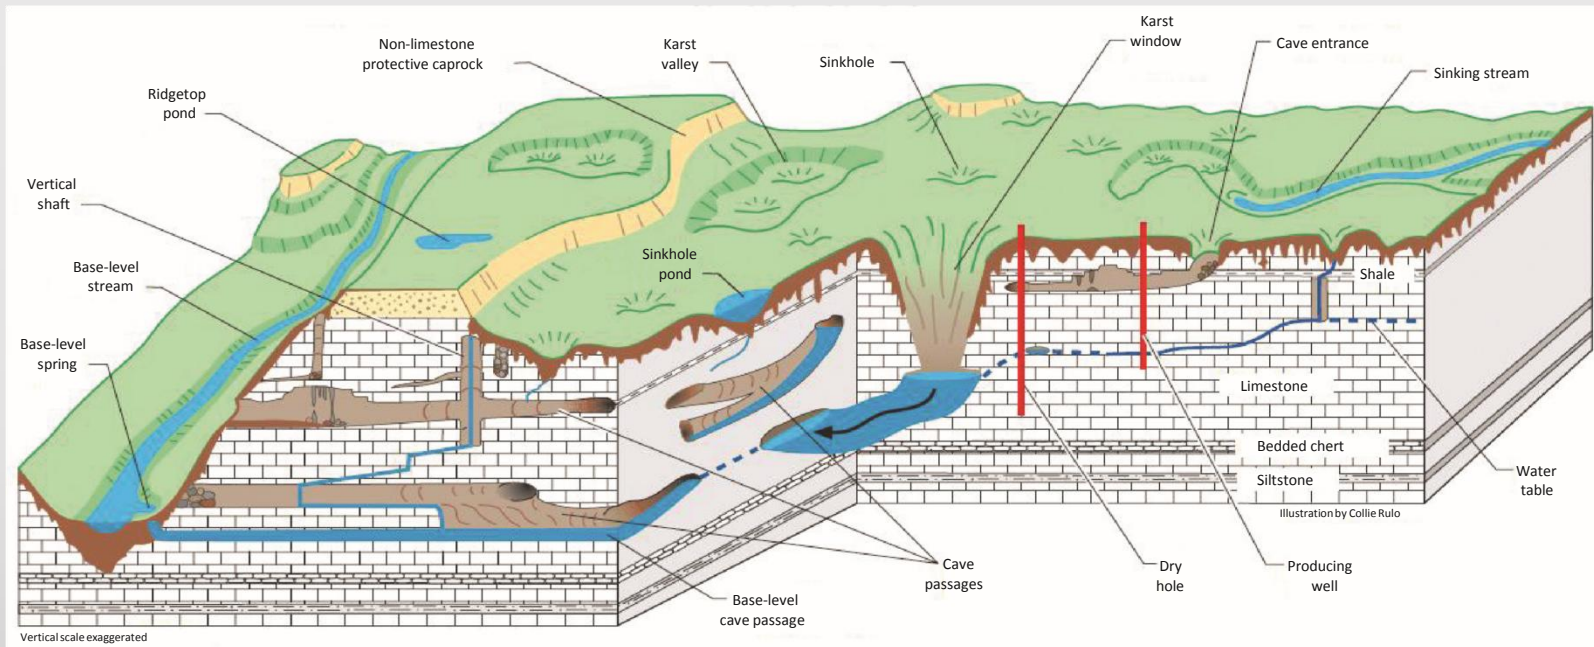 Karst
window
Non-limestone
protective caprock
Karst
valley
Sinkhole
Cave entrance
Sinking stream
Ridgetop
pond
Vertical
shaft
Sinkhole
pond
Base-level
stream
Shale
Base-level
spring
Limestone
Bedded chert
Siltstone
Water
table
Illustration by Collie Rulo
Cave
passages
Dry
hole
Producing
well
Base-level
cave passage
Vertical scale exaggerated